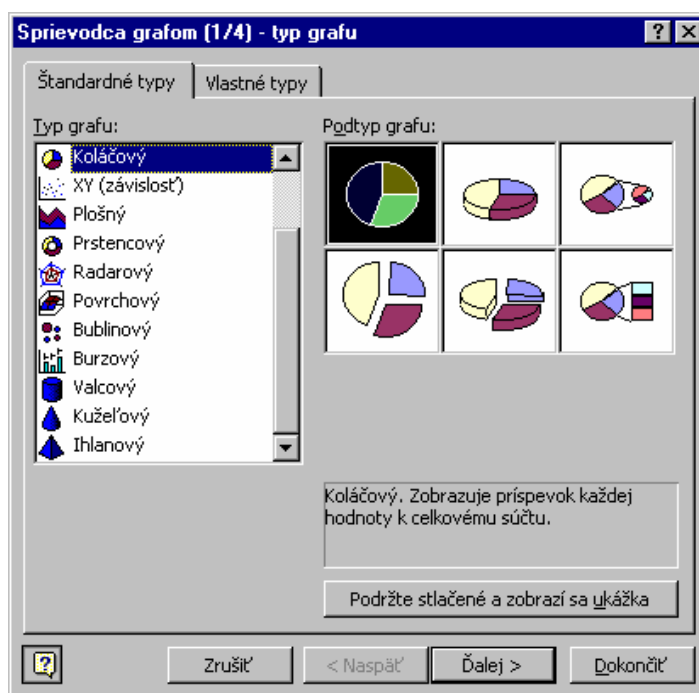 Sprievodca grafom (1/4) - typ grafu
Štandardné typy
Vlastné typy
Typ grafu:
Koláčový
XY (závislosť)
Plošný
Prstencový
Radarový
Povrchový
Bublinový
Burzový
Valcový
Kužeľový
Ihlanový
Podtyp grafu:
Koláčový. Zobrazuje príspevok každej
hodnoty k celkovému súčtu.
Podržte stlačené a zobrazí sa ukážka
Zrušiť
< Naspäť
Ďalej >
Dokončiť